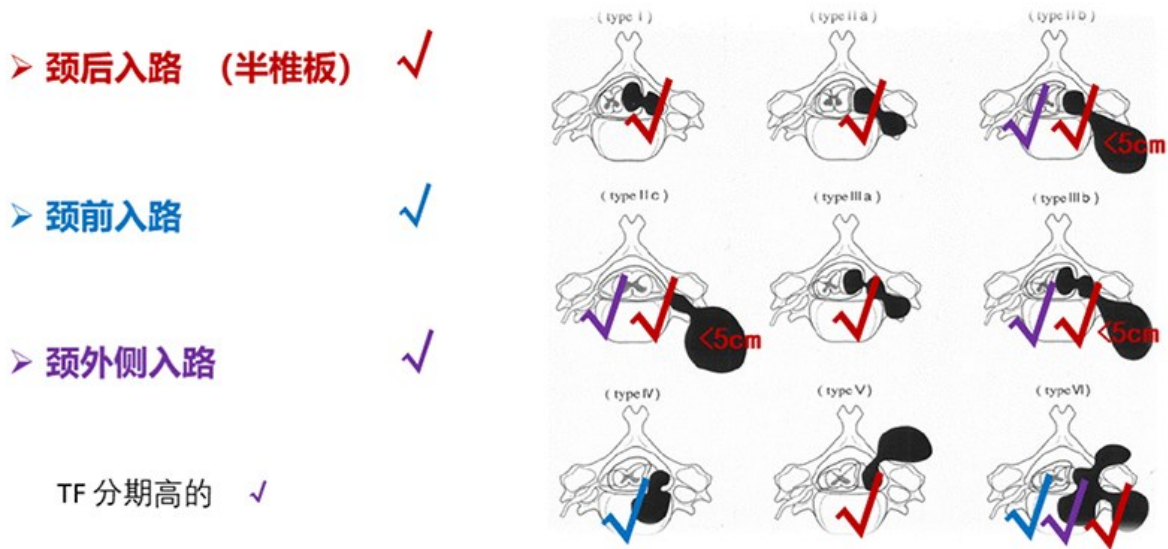 ➢ 颈后入路 （半椎板） √
➢ 颈前入路 √
➢ 颈外侧入路 √
TF 分期高的 √
(type I)
(type II a)
(type II b)
<5cm
(type II c)
(type III a)
(type III b)
<5cm
<5cm
(type IV)
(type V)
(type VI)